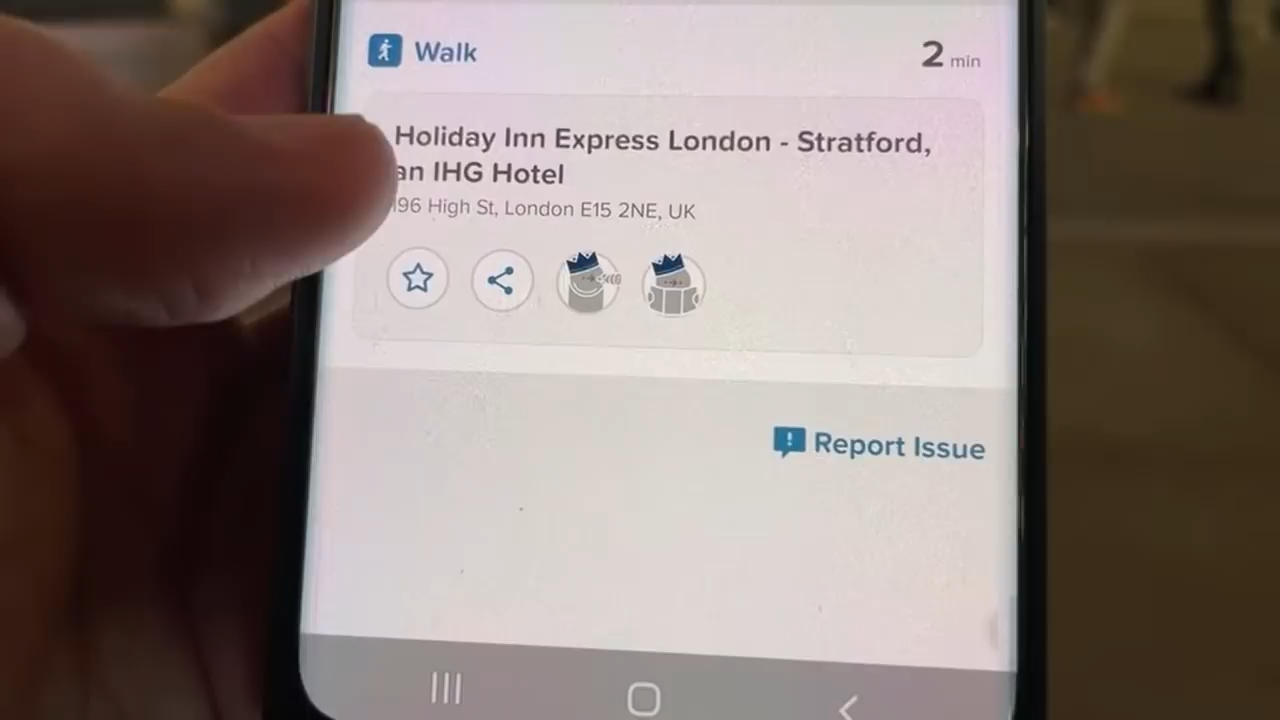 Walk
2 min
Holiday Inn Express London - Stratford,
an IHG Hotel
196 High St, London E15 2NE, UK
Report Issue